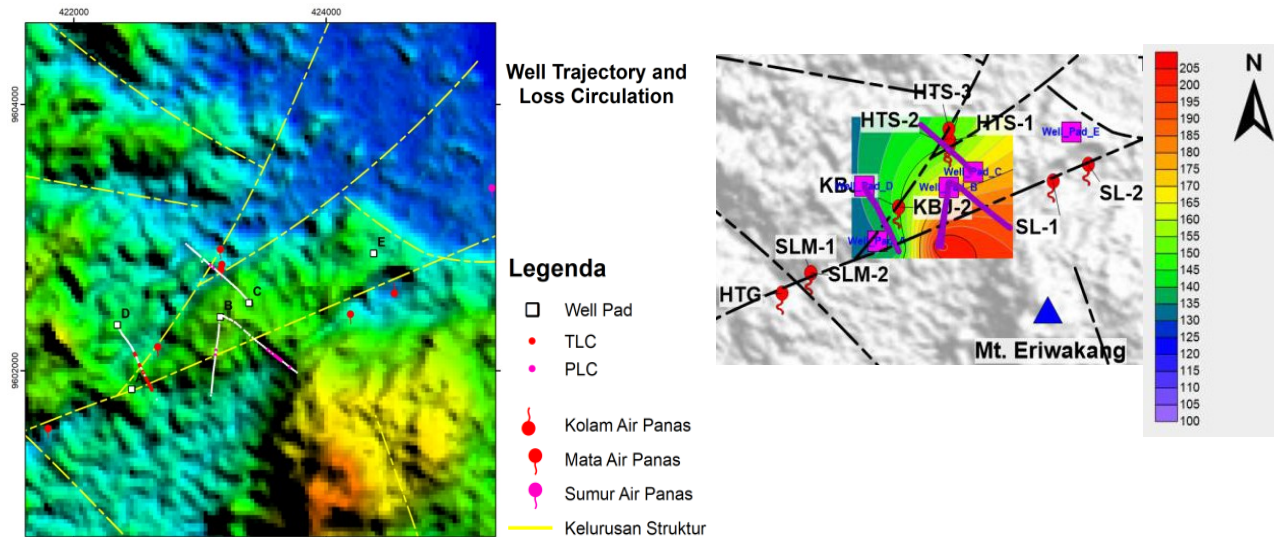 422000
424000
9604000
9602000
E
C
B
D
Well Trajectory and
Loss Circulation
Legenda
Well Pad
TLC
PLC
Kolam Air Panas
Mata Air Panas
Sumur Air Panas
Kelurusan Struktur
HTS-3
HTS-2
HTS-1
Well_Pad_E
Well_Pad_C
KB
Well_Pad_D
Well_Pad_B
SL-2
KBJ-2
SL-1
Well_Pad
SLM-1
SLM-2
HTG
Mt. Eriwakang
205
200
195
190
185
180
175
170
165
160
155
150
145
140
135
130
125
120
115
110
105
100
N